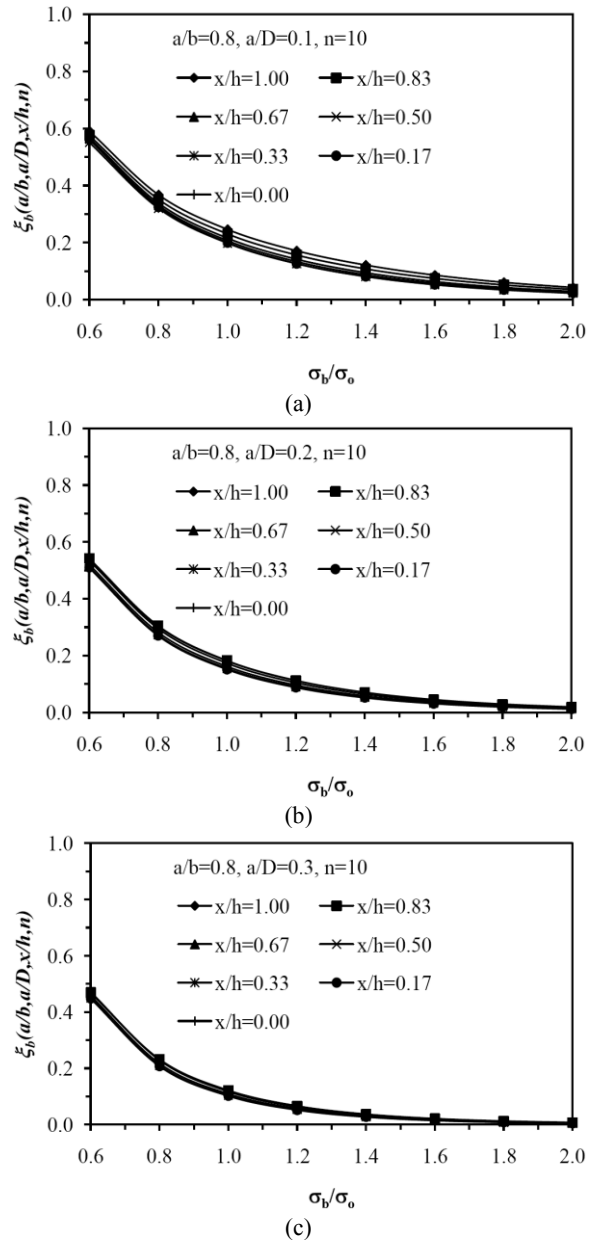 a/b=0.8, a/D=0.1, n=10
x/h=1.00 x/h=0.83
x/h=0.67 x/h=0.50
x/h=0.33 x/h=0.17
x/h=0.00
ξb(a/b,a/D,x/h,n)
1.0
0.8
0.6
0.4
0.2
0.0
0.6 0.8 1.0 1.2 1.4 1.6 1.8 2.0
σb/σo
(a)
a/b=0.8, a/D=0.2, n=10
x/h=1.00 x/h=0.83
x/h=0.67 x/h=0.50
x/h=0.33 x/h=0.17
x/h=0.00
ξb(a/b,a/D,x/h,n)
1.0
0.8
0.6
0.4
0.2
0.0
0.6 0.8 1.0 1.2 1.4 1.6 1.8 2.0
σb/σo
(b)
a/b=0.8, a/D=0.3, n=10
x/h=1.00 x/h=0.83
x/h=0.67 x/h=0.50
x/h=0.33 x/h=0.17
x/h=0.00
ξb(a/b,a/D,x/h,n)
1.0
0.8
0.6
0.4
0.2
0.0
0.6 0.8 1.0 1.2 1.4 1.6 1.8 2.0
σb/σo
(c)